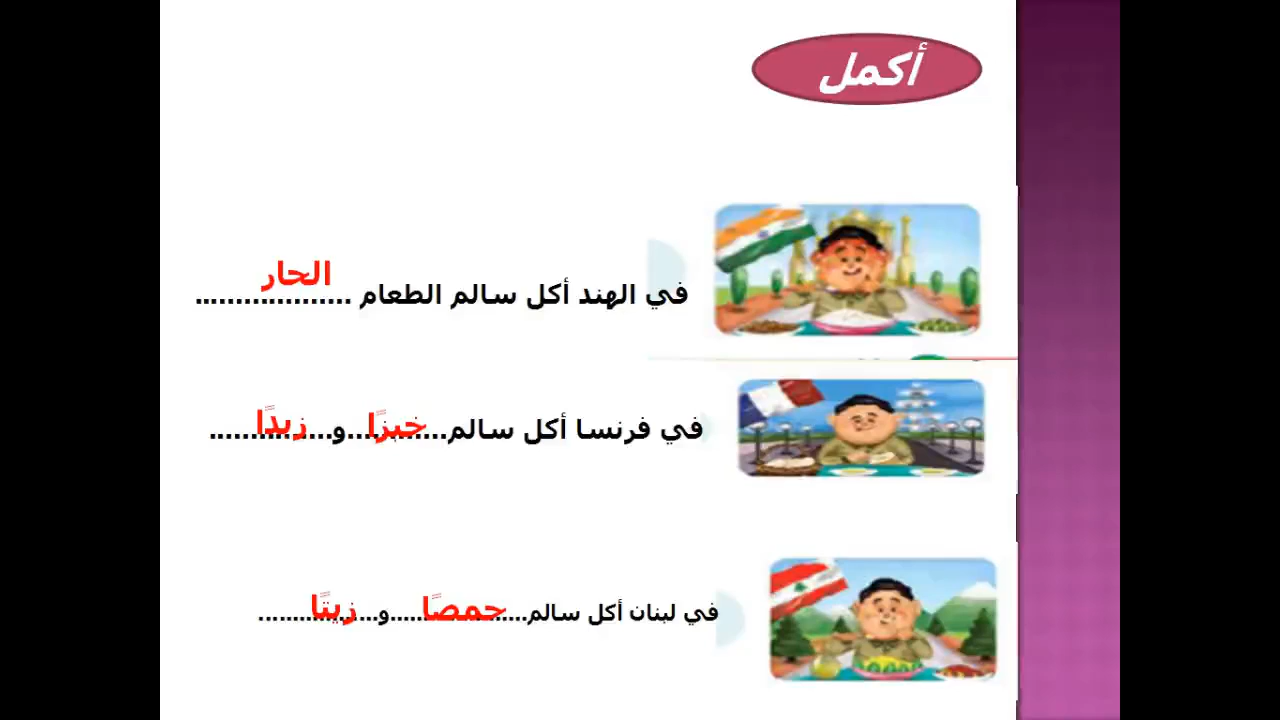 أكمل
في الهند أكل سالم الطعام الحار ..................
في فرنسا أكل سالم............خبزًا و..............زبدًا
في لبنان أكل سالم....................حمصًا و..................زيتًا